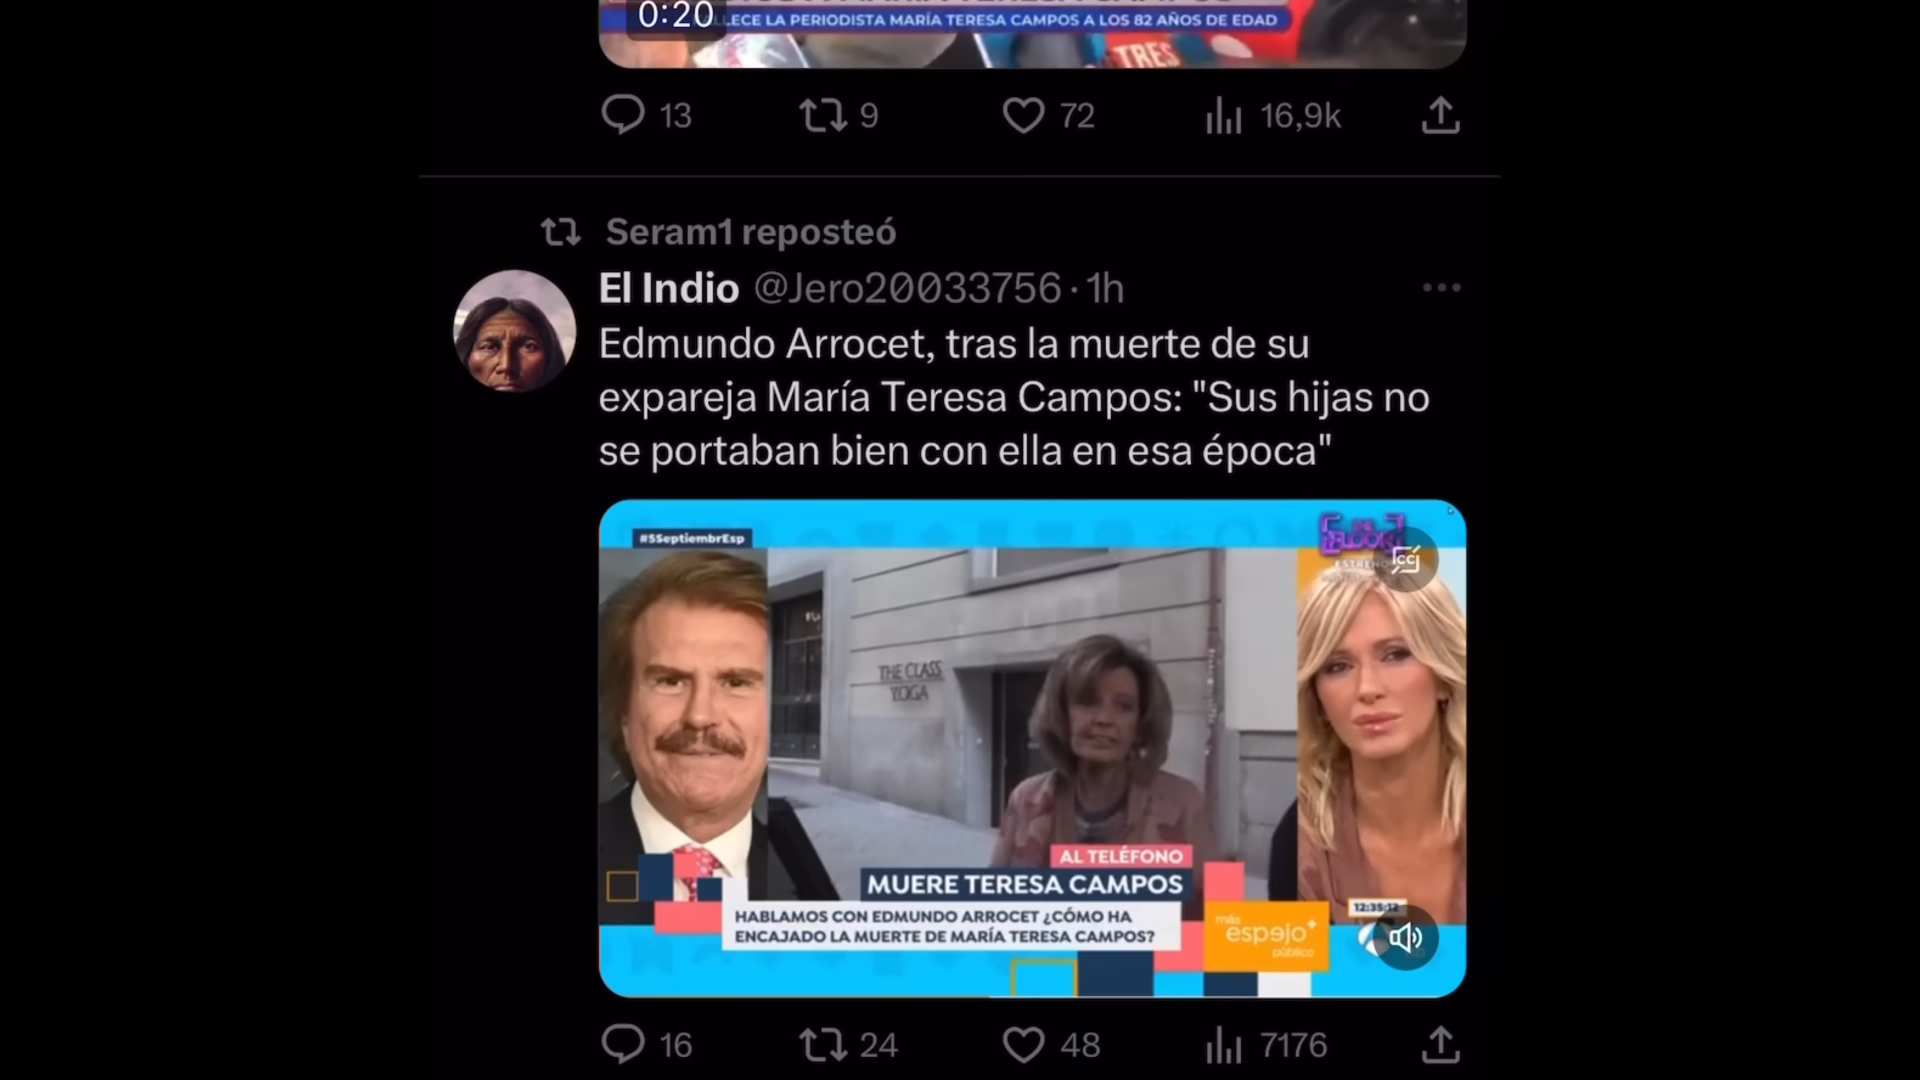 0:20
LLECE LA PERIODISTA MARÍA TERESA CAMPOS A LOS 82 AÑOS DE EDAD
TRES
13 9 72 16,9k
Seram1 reposteó
El Indio @Jero20033756 · 1h
Edmundo Arrocet, tras la muerte de su
expareja María Teresa Campos: "Sus hijas no
se portaban bien con ella en esa época"
#5SeptiembrEsp
ESTRENO
CC
THE CLASS
YOGA
AL TELÉFONO
MUERE TERESA CAMPOS
HABLAMOS CON EDMUNDO ARROCET ¿CÓMO HA
ENCAJADO LA MUERTE DE MARÍA TERESA CAMPOS?
más
espejo+
público
12:35:12
16 24 48 7176